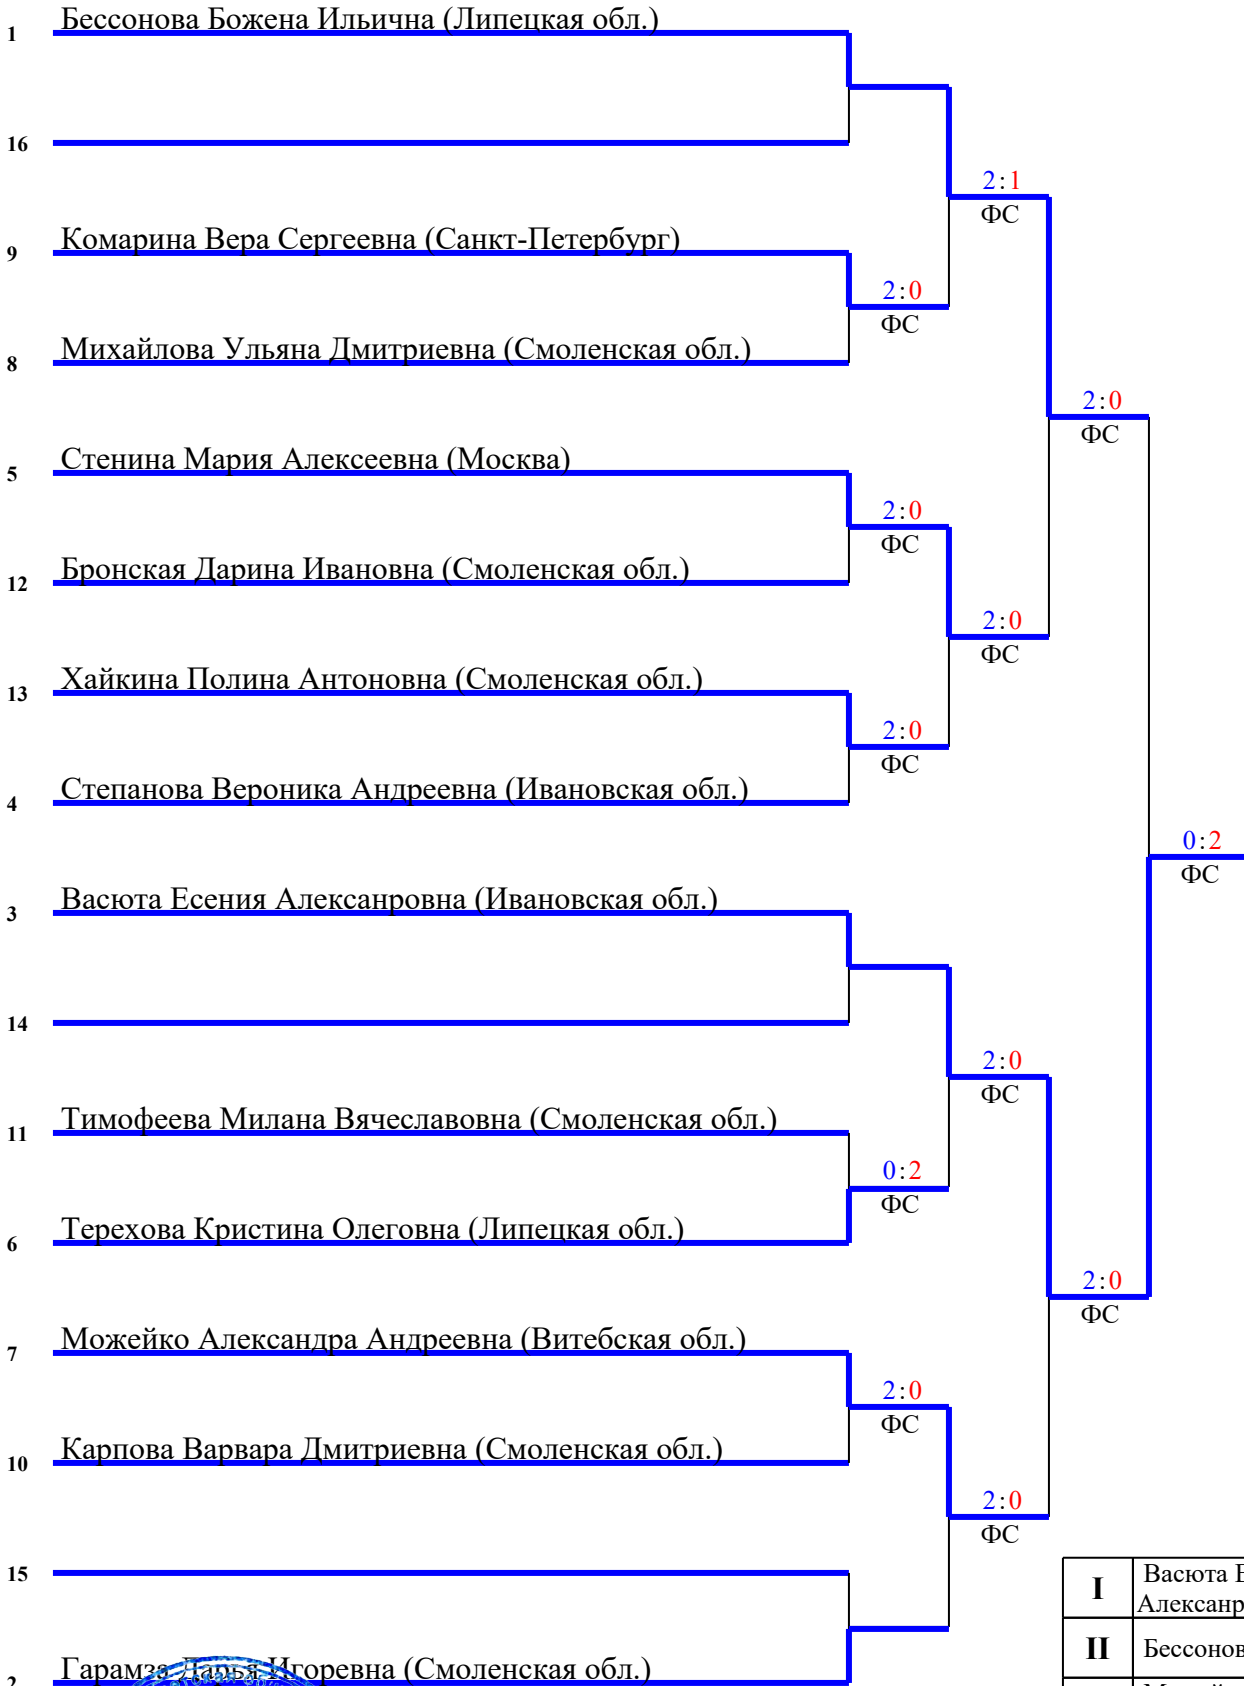 Бессонова Божена Ильична (Липецкая обл.)
1
16
2:1
ФС
Комарина Вера Сергеевна (Санкт-Петербург)
9
2:0
ФС
Михайлова Ульяна Дмитриевна (Смоленская обл.)
8
2:0
ФС
Стенина Мария Алексеевна (Москва)
5
2:0
ФС
Бронская Дарина Ивановна (Смоленская обл.)
12
2:0
ФС
Хайкина Полина Антоновна (Смоленская обл.)
13
2:0
ФС
Степанова Вероника Андреевна (Ивановская обл.)
4
0:2
ФС
Васюта Есения Алексанровна (Ивановская обл.)
3
14
2:0
ФС
Тимофеева Милана Вячеславовна (Смоленская обл.)
11
0:2
ФС
Терехова Кристина Олеговна (Липецкая обл.)
6
2:0
ФС
Можейко Александра Андреевна (Витебская обл.)
7
2:0
ФС
Карпова Варвара Дмитриевна (Смоленская обл.)
10
2:0
ФС
15
I
Васюта
Алексанр
II
Бессонов
Гарамза Дарья Игоревна (Смоленская обл.)
2